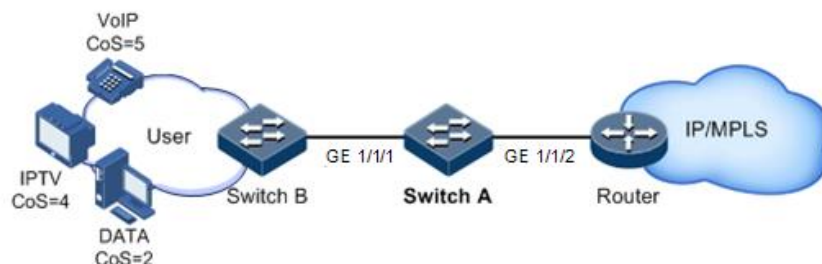 VoIP
CoS=5
User
IPTV
CoS=4
DATA
CoS=2
Switch B
GE 1/1/1
Switch A
GE 1/1/2
Router
IP/MPLS